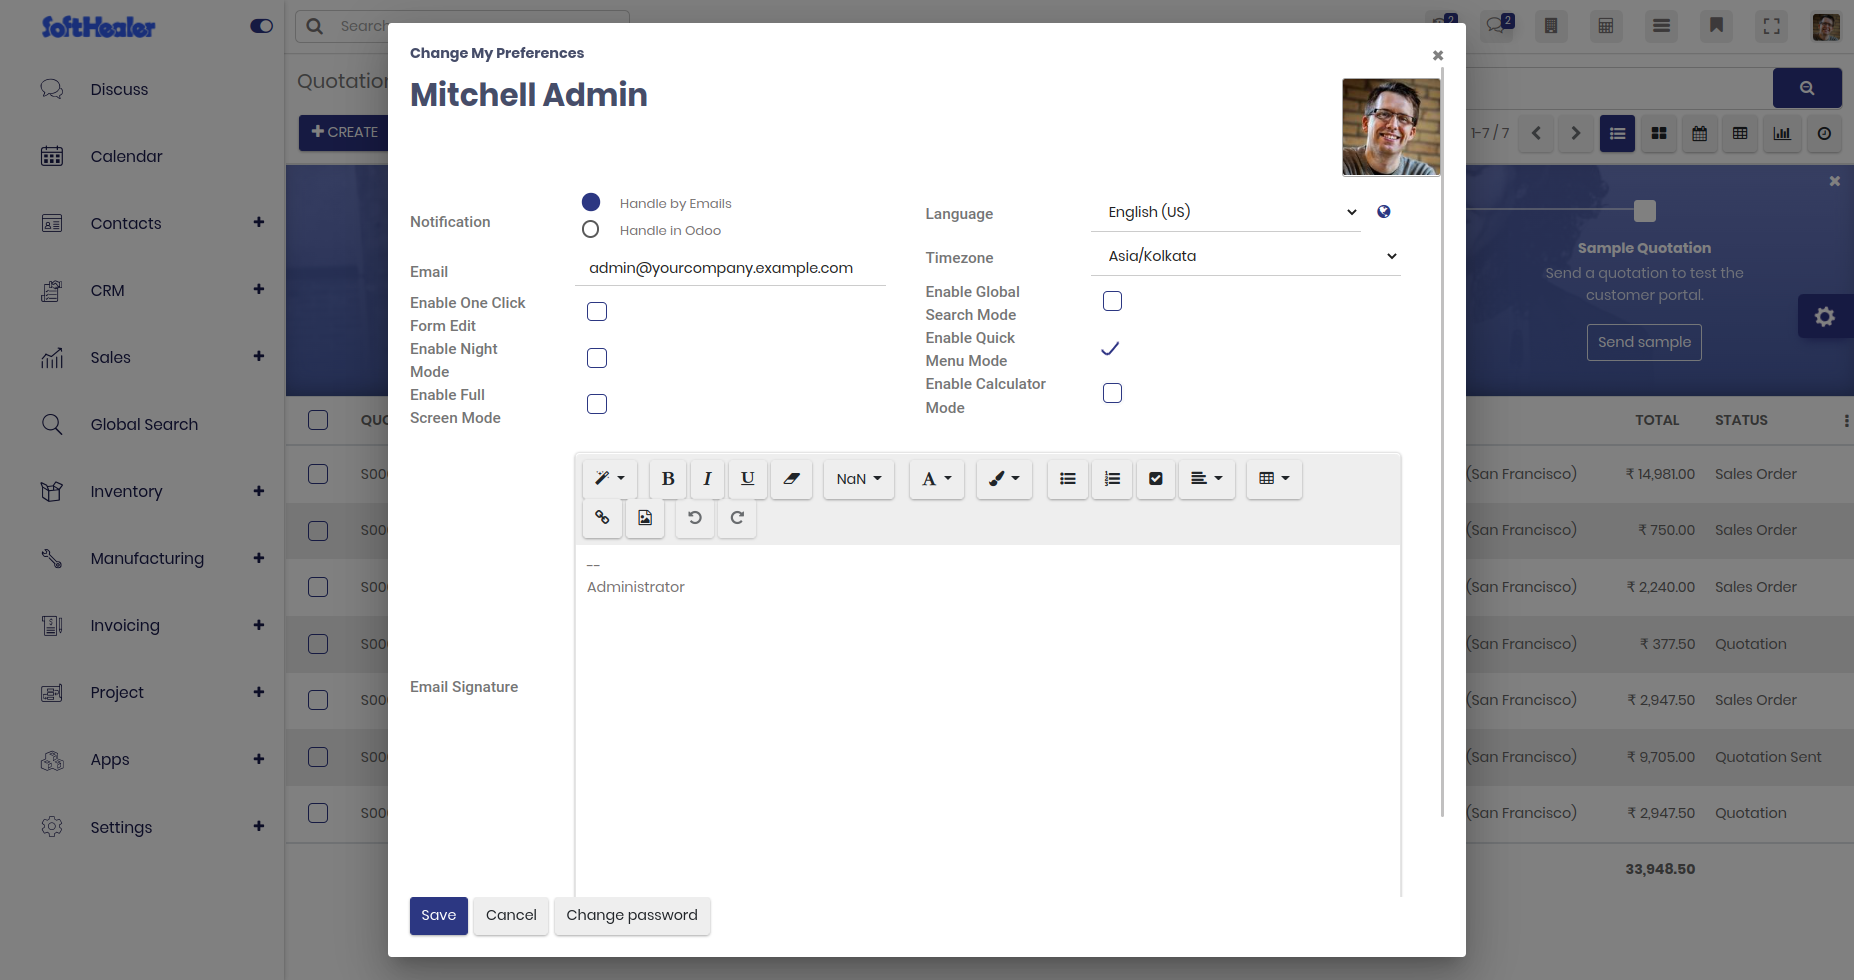 SoftHealer
Search
2
2
Discuss
Calendar
Contacts
CRM
Sales
Global Search
Inventory
Manufacturing
Invoicing
Project
Apps
Settings
Quotation
CREATE
1-7 / 7
Change My Preferences
Mitchell Admin
Notification
Handle by Emails
Handle in Odoo
Email
admin@yourcompany.example.com
Enable One Click
Form Edit
Enable Night
Mode
Enable Full
Screen Mode
Language
English (US)
Timezone
Asia/Kolkata
Enable Global
Search Mode
Enable Quick
Menu Mode
Enable Calculator
Mode
B I U NaN A
--
Administrator
Email Signature
Save Cancel Change password
Sample Quotation
Send a quotation to test the
customer portal.
Send sample
QUO TOTAL STATUS
S00 (San Francisco) ₹ 14,981.00 Sales Order
S00 (San Francisco) ₹ 750.00 Sales Order
S00 (San Francisco) ₹ 2,240.00 Sales Order
S00 (San Francisco) ₹ 377.50 Quotation
S00 (San Francisco) ₹ 2,947.50 Sales Order
S00 (San Francisco) ₹ 9,705.00 Quotation Sent
S00 (San Francisco) ₹ 2,947.50 Quotation
33,948.50